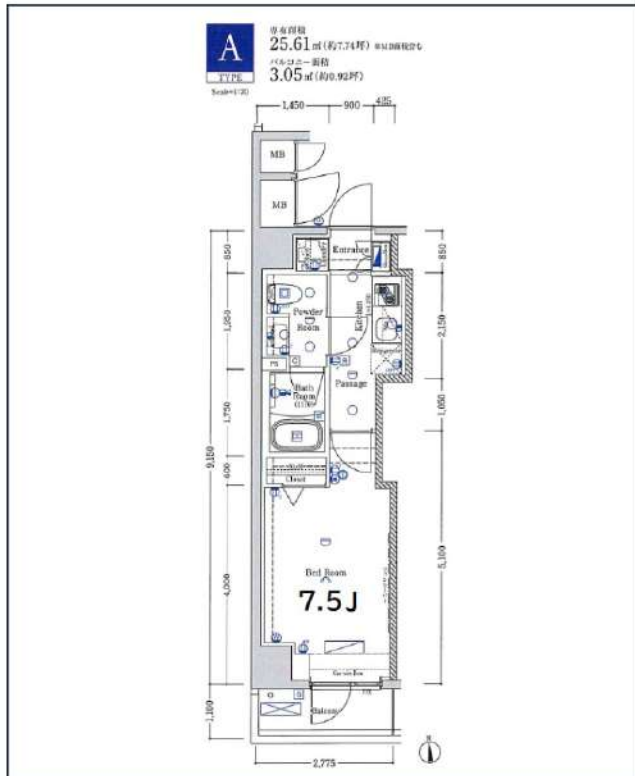 A
TYPE
専有面積
25.61㎡(約7.74坪)
バルコニー面積
3.05㎡(約0.92坪)
1,450
900
425
MB
MB
Entrance
850
850
Powder
Room
Kitchen
2,150
PS
Passage
Bath
Room
1,750
1,050
600
Closet
9,150
4,000
5,100
Bed Room
7.5J
1,100
Balcony
2,775
N